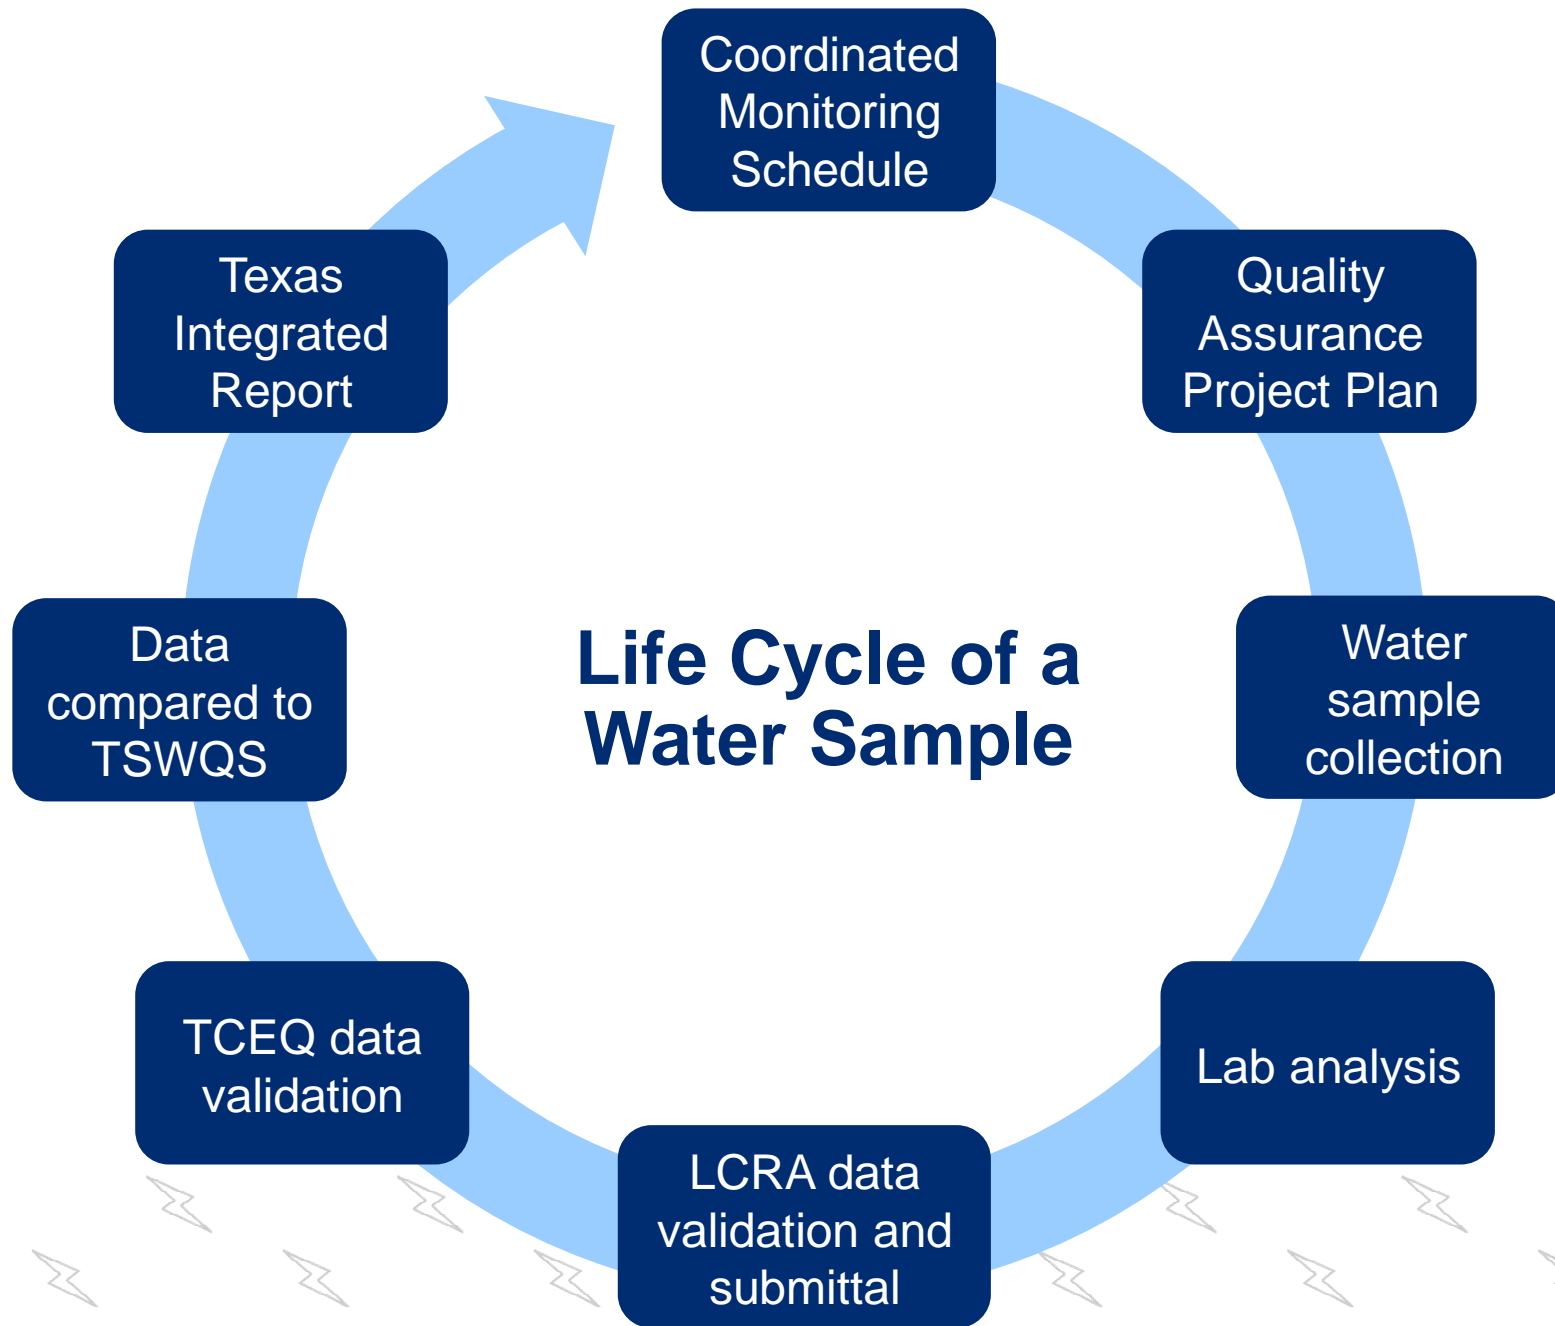 Coordinated
Monitoring
Schedule
Quality
Assurance
Project Plan
Water
sample
collection
Lab analysis
LCRA data
validation and
submittal
TCEQ data
validation
Data
compared to
TSWQS
Texas
Integrated
Report
Life Cycle of a
Water Sample